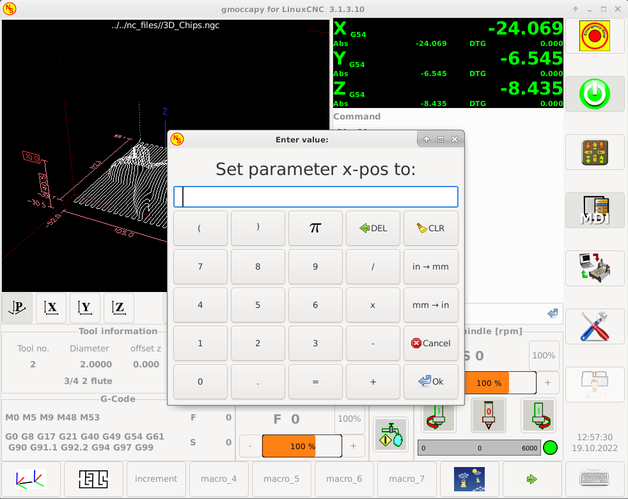 gmoccapy for LinuxCNC 3.1.3.10
../../nc_files//3D_Chips.ngc
X G54 -24.069
Abs -24.069 DTG 0.000
Y G54 -6.545
Abs -6.545 DTG 0.000
Z G54 -8.435
Abs -8.435 DTG 0.000
Command
Enter value:
Set parameter x-pos to:
( ) π DEL CLR
7 8 9 / in → mm
4 5 6 x mm → in
1 2 3 - Cancel
0 . = + Ok
MDI
P X Y Z
Tool information
Tool no. Diameter offset z
2 2.0000 0.000
3/4 2 flute
G-Code
M0 M5 M9 M48 M53
G0 G8 G17 G21 G40 G49 G54 G61
G90 G91.1 G92.2 G94 G97 G99
F 0
S 0
F 0 100%
- 100 % +
pindle [rpm]
S 0 100%
100 % +
0 0 6000
12:57:30
19.10.2022
increment macro_4 macro_5 macro_6 macro_7